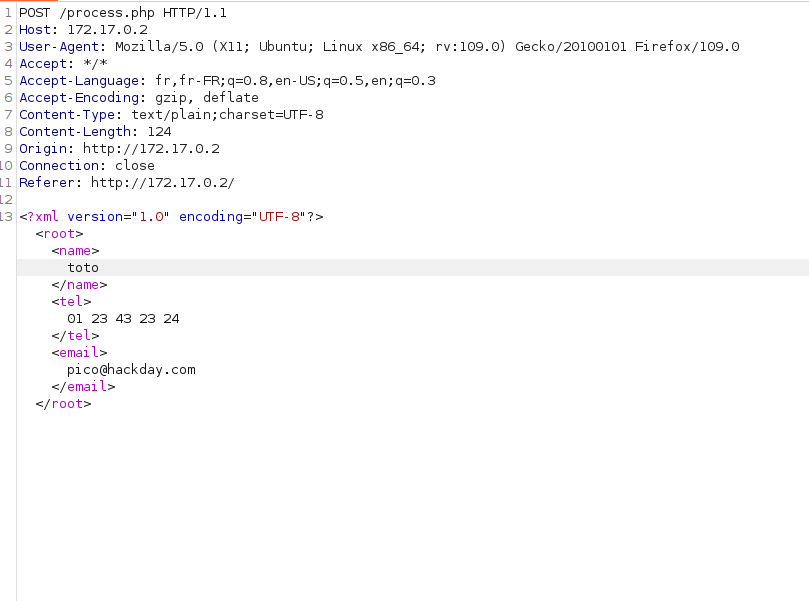 1 POST /process.php HTTP/1.1
2 Host: 172.17.0.2
3 User-Agent: Mozilla/5.0 (X11; Ubuntu; Linux x86_64; rv:109.0) Gecko/20100101 Firefox/109.0
4 Accept: */*
5 Accept-Language: fr,fr-FR;q=0.8,en-US;q=0.5,en;q=0.3
6 Accept-Encoding: gzip, deflate
7 Content-Type: text/plain;charset=UTF-8
8 Content-Length: 124
9 Origin: http://172.17.0.2
10 Connection: close
11 Referer: http://172.17.0.2/
12
13 <?xml version="1.0" encoding="UTF-8"?>
<root>
<name>
toto
</name>
<tel>
01 23 43 23 24
</tel>
<email>
pico@hackday.com
</email>
</root>